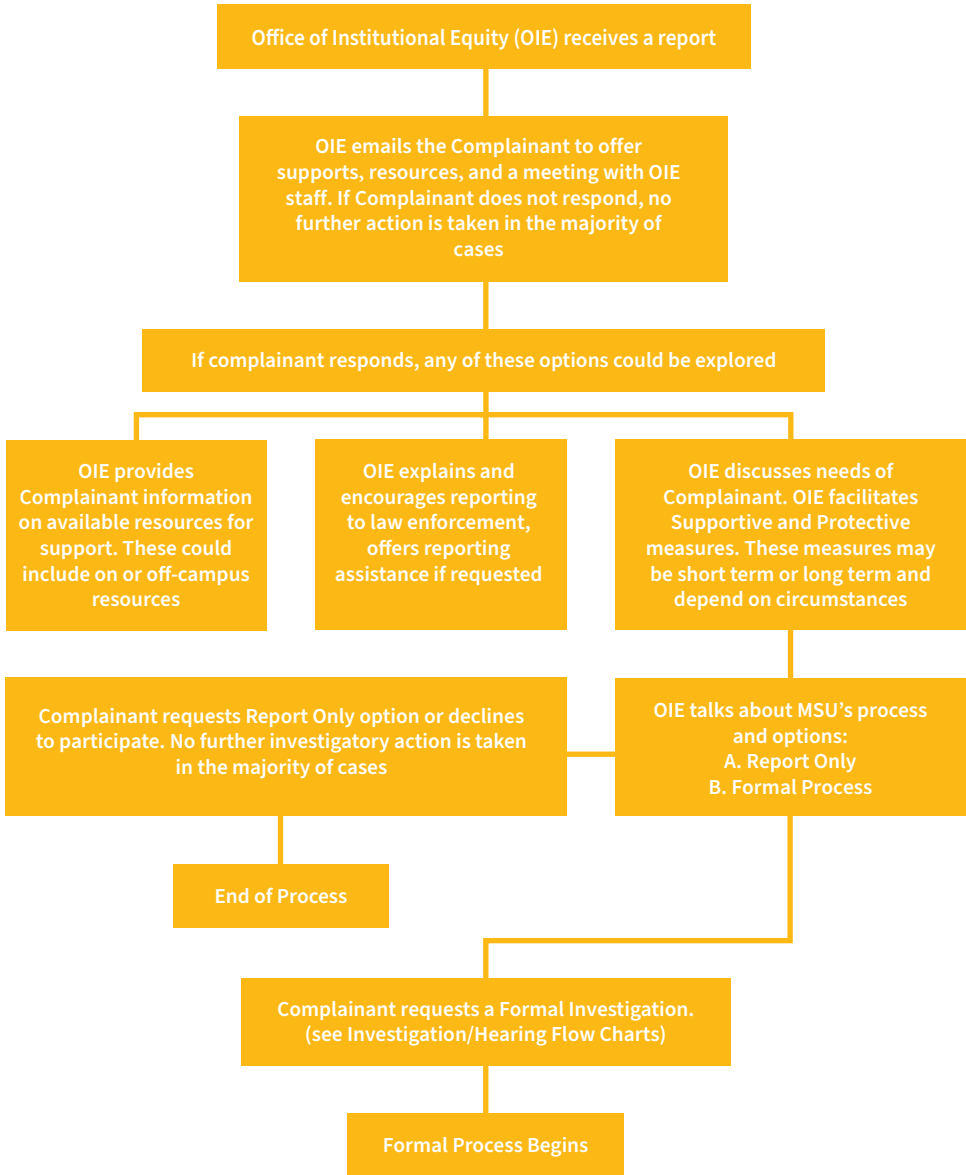 Office of Institutional Equity (OIE) receives a report
OIE emails the Complainant to offer
supports, resources, and a meeting with OIE
staff. If Complainant does not respond, no
further action is taken in the majority of
cases
If complainant responds, any of these options could be explored
OIE provides
Complainant information
on available resources for
support. These could
include on or off-campus
resources
OIE explains and
encourages reporting
to law enforcement,
offers reporting
assistance if requested
OIE discusses needs of
Complainant. OIE facilitates
Supportive and Protective
measures. These measures may
be short term or long term and
depend on circumstances
Complainant requests Report Only option or declines
to participate. No further investigatory action is taken
in the majority of cases
OIE talks about MSU’s process
and options:
A. Report Only
B. Formal Process
End of Process
Complainant requests a Formal Investigation.
(see Investigation/Hearing Flow Charts)
Formal Process Begins